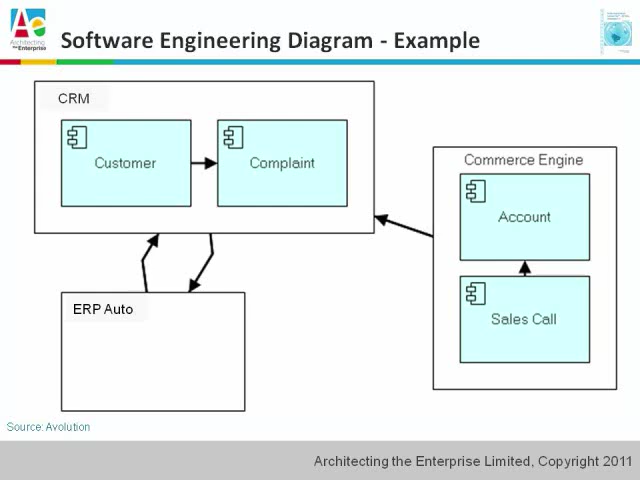 Ae
Architecting
the Enterprise
Software Engineering Diagram - Example
CRM
Customer
Complaint
Commerce Engine
Account
Sales Call
ERP Auto
Source: Avolution
Architecting the Enterprise Limited, Copyright 2011